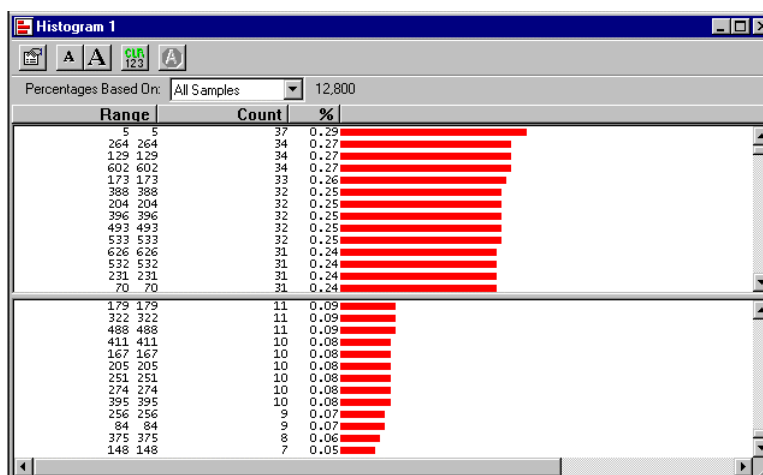 Histogram 1
A A CLR 123 A
Percentages Based On: All Samples 12,800
Range Count %
5 5 37 0.29
264 264 34 0.27
129 129 34 0.27
602 602 34 0.27
173 173 33 0.26
388 388 32 0.25
204 204 32 0.25
396 396 32 0.25
493 493 32 0.25
533 533 32 0.25
626 626 31 0.24
532 532 31 0.24
231 231 31 0.24
70 70 31 0.24
179 179 11 0.09
322 322 11 0.09
488 488 11 0.09
411 411 10 0.08
167 167 10 0.08
205 205 10 0.08
251 251 10 0.08
274 274 10 0.08
395 395 10 0.08
256 256 9 0.07
84 84 9 0.07
375 375 8 0.06
148 148 7 0.05